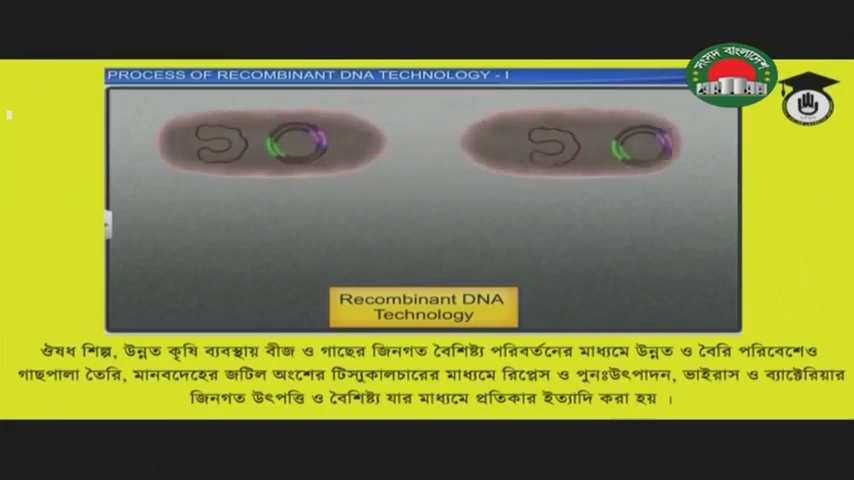 PROCESS OF RECOMBINANT DNA TECHNOLOGY - I
সংসদ বাংলাদেশ
Recombinant DNA
Technology
ঔষধ শিল্প, উন্নত কৃষি ব্যবস্থায় বীজ ও গাছের জিনগত বৈশিষ্ট্য পরিবর্তনের মাধ্যমে উন্নত ও বৈরি পরিবেশেও
গাছপালা তৈরি, মানবদেহের জটিল অংশের টিস্যুকালচারের মাধ্যমে রিপ্লেস ও পুনঃউৎপাদন, ভাইরাস ও ব্যাক্টেরিয়ার
জিনগত উৎপত্তি ও বৈশিষ্ট্য যার মাধ্যমে প্রতিকার ইত্যাদি করা হয় ।